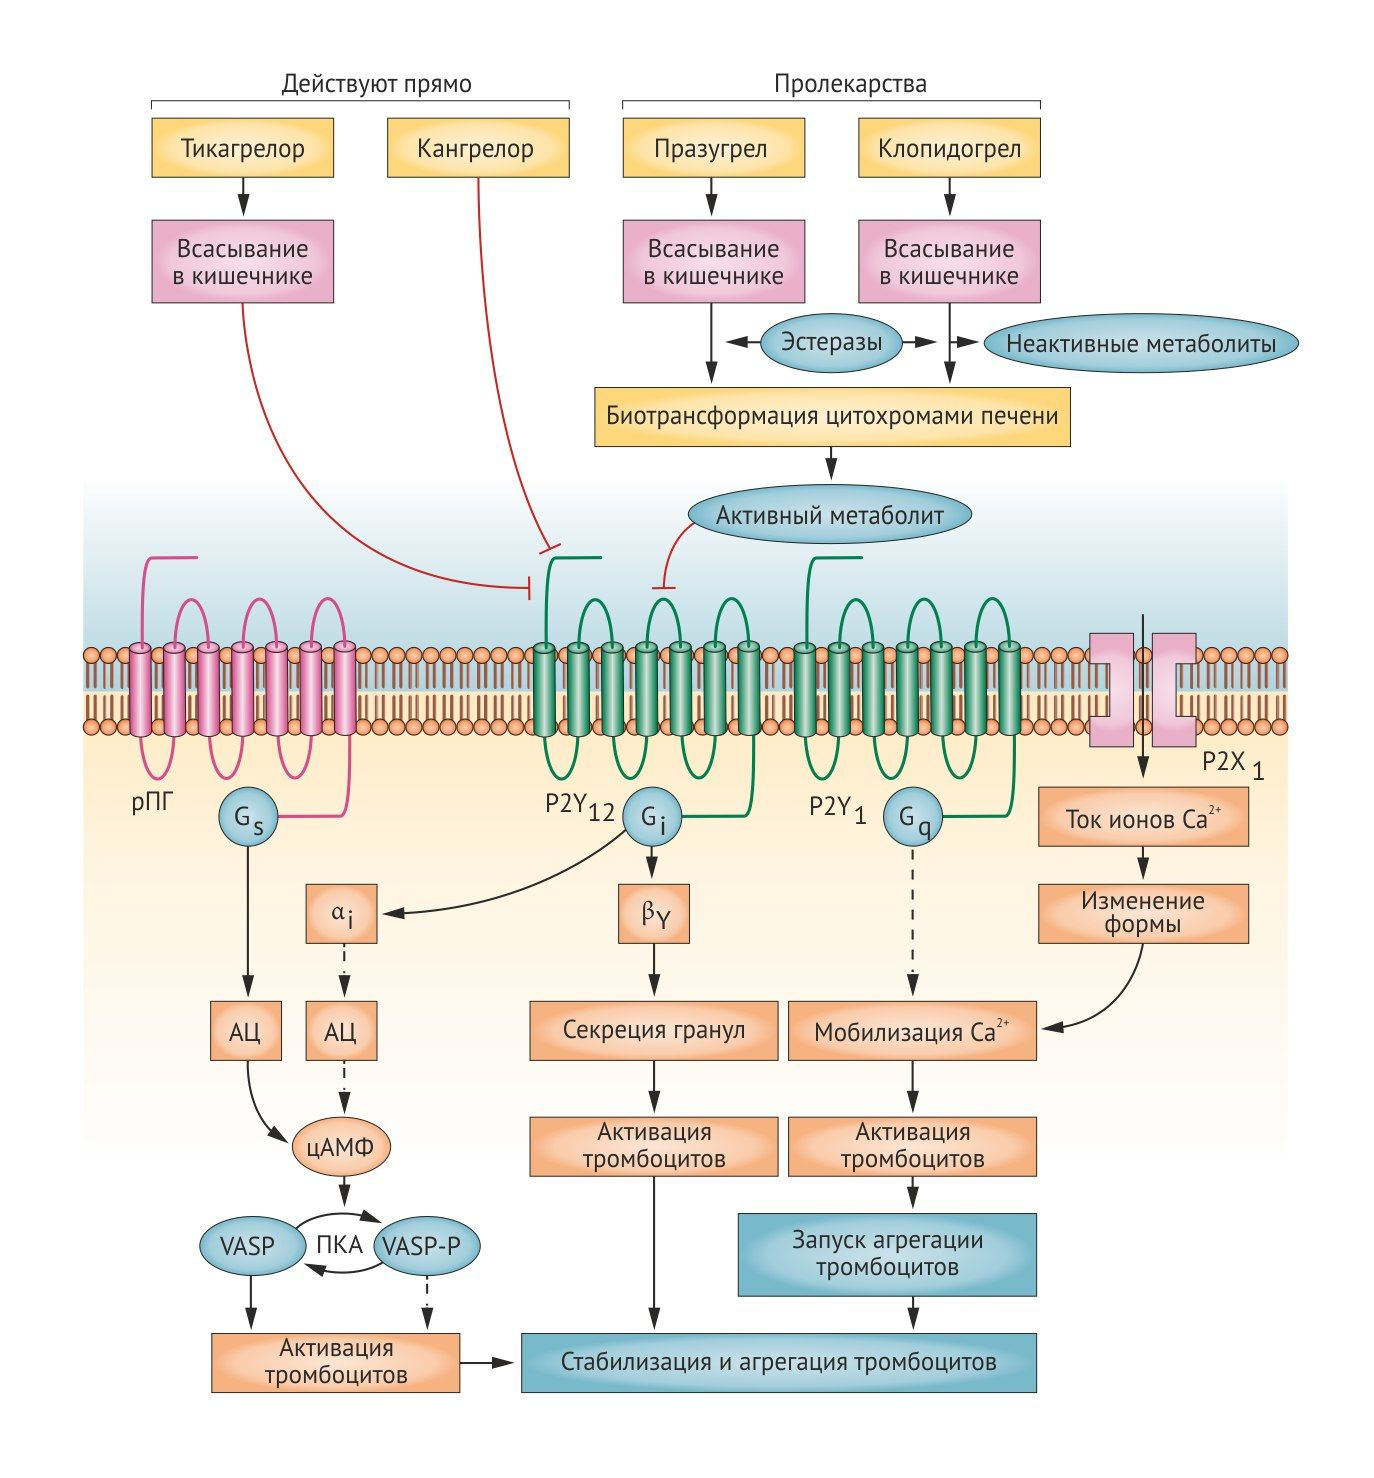 Действуют прямо
Пролекарства
Тикагрелор
Кангрелор
Празугрел
Клопидогрел
Всасывание
в кишечнике
Всасывание
в кишечнике
Всасывание
в кишечнике
Эстеразы
Неактивные метаболиты
Биотрансформация цитохромами печени
Активный метаболит
рПГ
Gs
P2Y12
Gi
P2Y1
Gq
P2X1
Ток ионов Ca2+
αi
βγ
Изменение
формы
АЦ
АЦ
Секреция гранул
Мобилизация Ca2+
цАМФ
Активация
тромбоцитов
Активация
тромбоцитов
VASP
ПКА
VASP-P
Запуск агрегации
тромбоцитов
Активация
тромбоцитов
Стабилизация и агрегация тромбоцитов